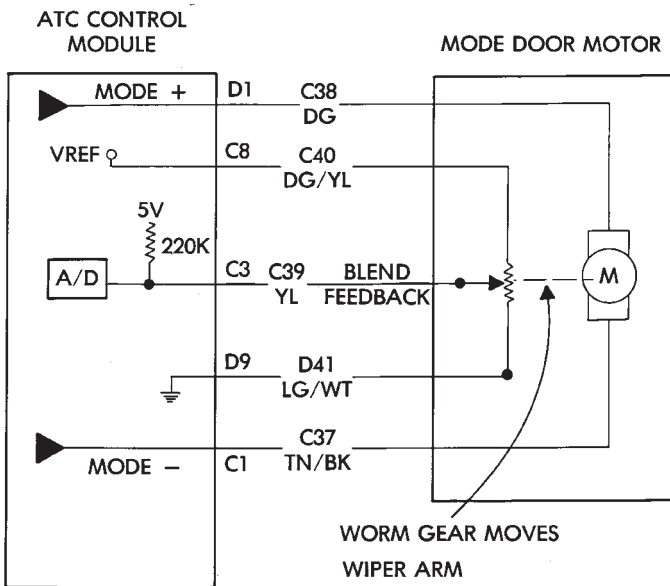 ATC CONTROL
MODULE
MODE DOOR MOTOR
MODE +
D1
C38
DG
VREF
C8
C40
DG/YL
5V
220K
A/D
C3
C39
YL
BLEND
FEEDBACK
M
D9
D41
LG/WT
MODE −
C1
C37
TN/BK
WORM GEAR MOVES
WIPER ARM